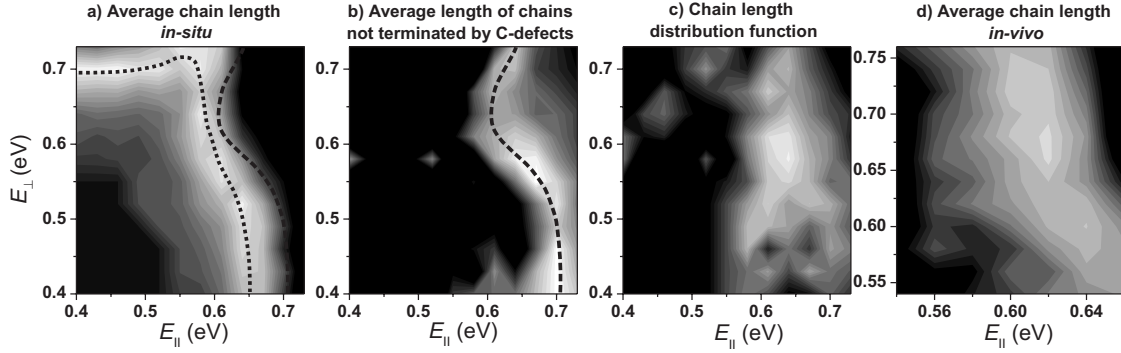 a) Average chain length
in-situ
b) Average length of chains
not terminated by C-defects
c) Chain length
distribution function
d) Average chain length
in-vivo
E⊥ (eV)
0.7
0.6
0.5
0.4
0.4 0.5 0.6 0.7
E|| (eV)
0.7
0.6
0.5
0.4
0.4 0.5 0.6 0.7
E|| (eV)
0.7
0.6
0.5
0.4
0.4 0.5 0.6 0.7
E|| (eV)
0.75
0.70
0.65
0.60
0.55
0.56 0.60 0.64
E|| (eV)